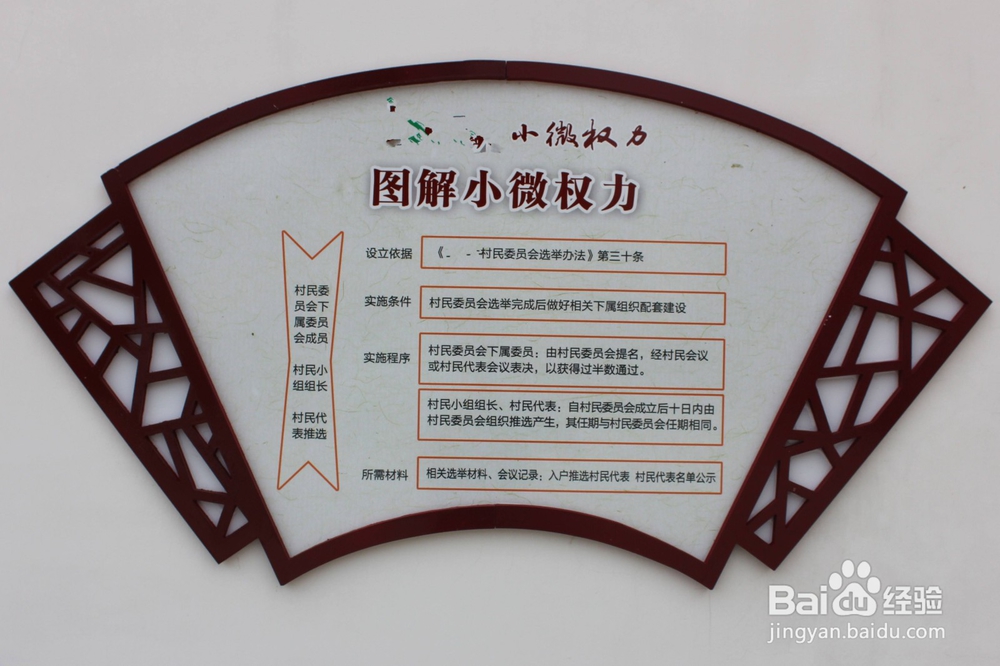 小微权力
图解小微权力
村民委
员会下
属委员
会成员
村民小
组组长
村民代
表推选
设立依据
《 村民委员会选举办法》第三十条
实施条件
村民委员会选举完成后做好相关下属组织配套建设
实施程序
村民委员会下属委员:由村民委员会提名,经村民会议
或村民代表会议表决,以获得过半数通过。
村民小组组长、村民代表:自村民委员会成立后十日内由
村民委员会组织推选产生,其任期与村民委员会任期相同。
所需材料
相关选举材料、会议记录;入户推选村民代表 村民代表名单公示
Baidu经验
jingyan.baidu.com